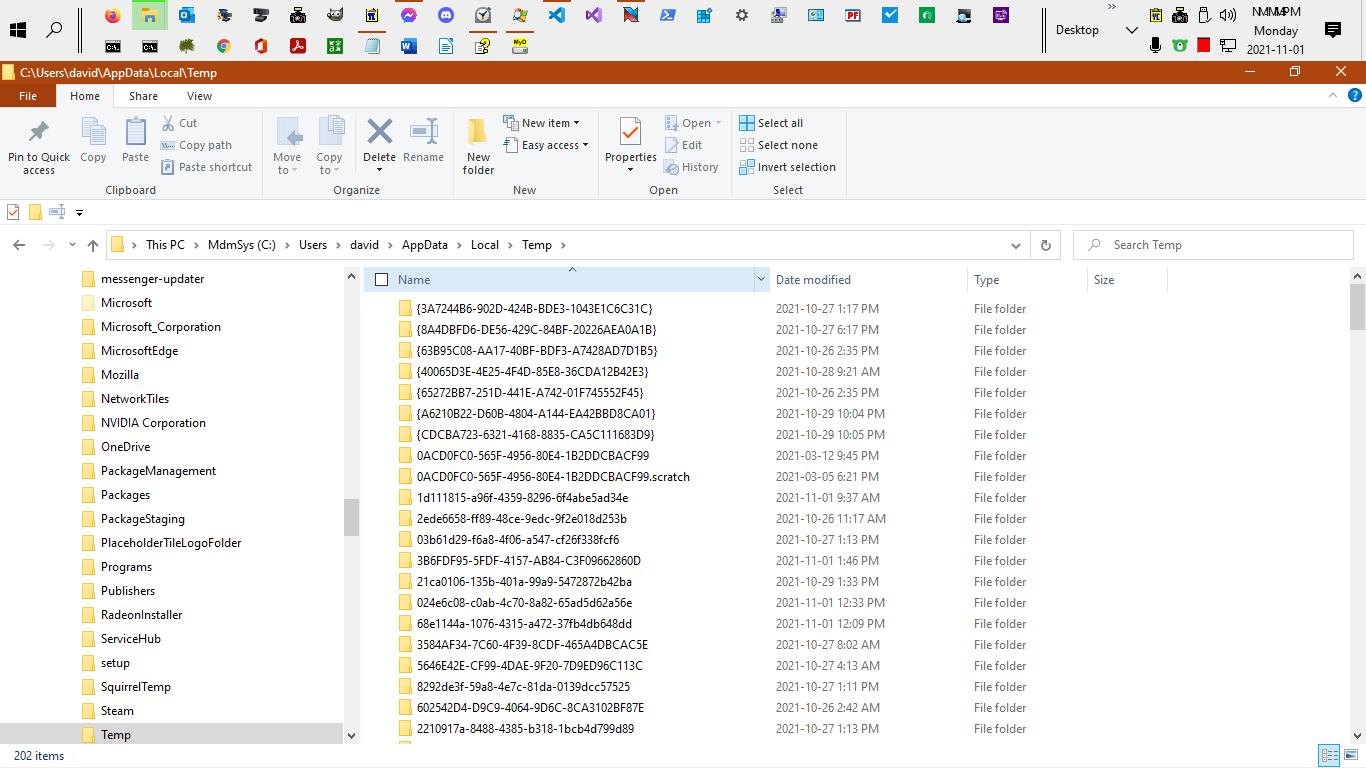 Desktop
Monday
2021-11-01
C:\Users\david\AppData\Local\Temp
File Home Share View
Pin to Quick access
Copy
Paste
Cut
Copy path
Paste shortcut
Clipboard
Move to
Copy to
Delete
Rename
Organize
New folder
New item
Easy access
New
Properties
Open
Edit
History
Open
Select all
Select none
Invert selection
Select
This PC > MdmSys (C:) > Users > david > AppData > Local > Temp >
Search Temp
messenger-updater
Microsoft
Microsoft_Corporation
MicrosoftEdge
Mozilla
NetworkTiles
NVIDIA Corporation
OneDrive
PackageManagement
Packages
PackageStaging
PlaceholderTileLogoFolder
Programs
Publishers
RadeonInstaller
ServiceHub
setup
SquirrelTemp
Steam
Temp
Name Date modified Type Size
{3A7244B6-902D-424B-BDE3-1043E1C6C31C} 2021-10-27 1:17 PM File folder
{8A4DBFD6-DE56-429C-84BF-20226AEA0A1B} 2021-10-27 6:17 PM File folder
{63B95C08-AA17-40BF-BDF3-A7428AD7D1B5} 2021-10-26 2:35 PM File folder
{40065D3E-4E25-4F4D-85E8-36CDA12B42E3} 2021-10-28 9:21 AM File folder
{65272BB7-251D-441E-A742-01F745552F45} 2021-10-26 2:35 PM File folder
{A6210B22-D60B-4804-A144-EA42BBD8CA01} 2021-10-29 10:04 PM File folder
{CDCBA723-6321-4168-8835-CA5C111683D9} 2021-10-29 10:05 PM File folder
0ACD0FC0-565F-4956-80E4-1B2DDCBACF99 2021-03-12 9:45 PM File folder
0ACD0FC0-565F-4956-80E4-1B2DDCBACF99.scratch 2021-03-05 6:21 PM File folder
1d111815-a96f-4359-8296-6f4abe5ad34e 2021-11-01 9:37 AM File folder
2ede6658-ff89-48ce-9edc-9f2e018d253b 2021-10-26 11:17 AM File folder
03b61d29-f6a8-4f06-a547-cf26f338fcf6 2021-10-27 1:13 PM File folder
3B6FDF95-5FDF-4157-AB84-C3F09662860D 2021-11-01 1:46 PM File folder
21ca0106-135b-401a-99a9-5472872b42ba 2021-10-29 1:33 PM File folder
024e6c08-c0ab-4c70-8a82-65ad5d62a56e 2021-11-01 12:33 PM File folder
68e1144a-1076-4315-a472-37fb4db648dd 2021-11-01 12:09 PM File folder
3584AF34-7C60-4F39-8CDF-465A4DBCAC5E 2021-10-27 8:02 AM File folder
5646E42E-CF99-4DAE-9F20-7D9ED96C113C 2021-10-27 4:13 AM File folder
8292de3f-59a8-4e7c-81da-0139dcc57525 2021-10-27 1:11 PM File folder
602542D4-D9C9-4064-9D6C-8CA3102BF87E 2021-10-26 2:42 AM File folder
2210917a-8488-4385-b318-1bcb4d799d89 2021-10-27 1:13 PM File folder
202 items